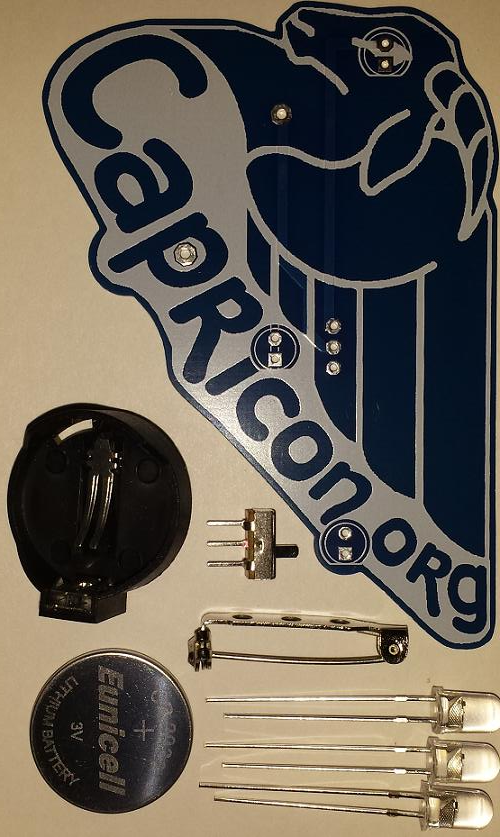 CapRicon.oRg
+
Eunicell
3V
LITHIUM BATTERY